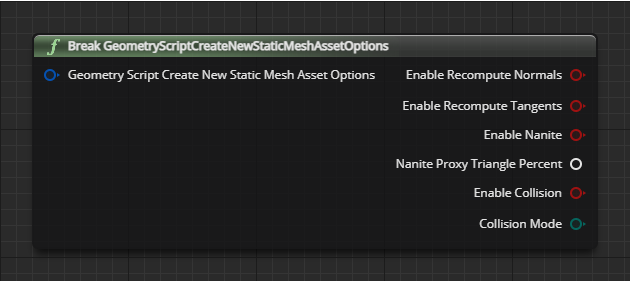 f Break GeometryScriptCreateNewStaticMeshAssetOptions
Geometry Script Create New Static Mesh Asset Options
Enable Recompute Normals
Enable Recompute Tangents
Enable Nanite
Nanite Proxy Triangle Percent
Enable Collision
Collision Mode